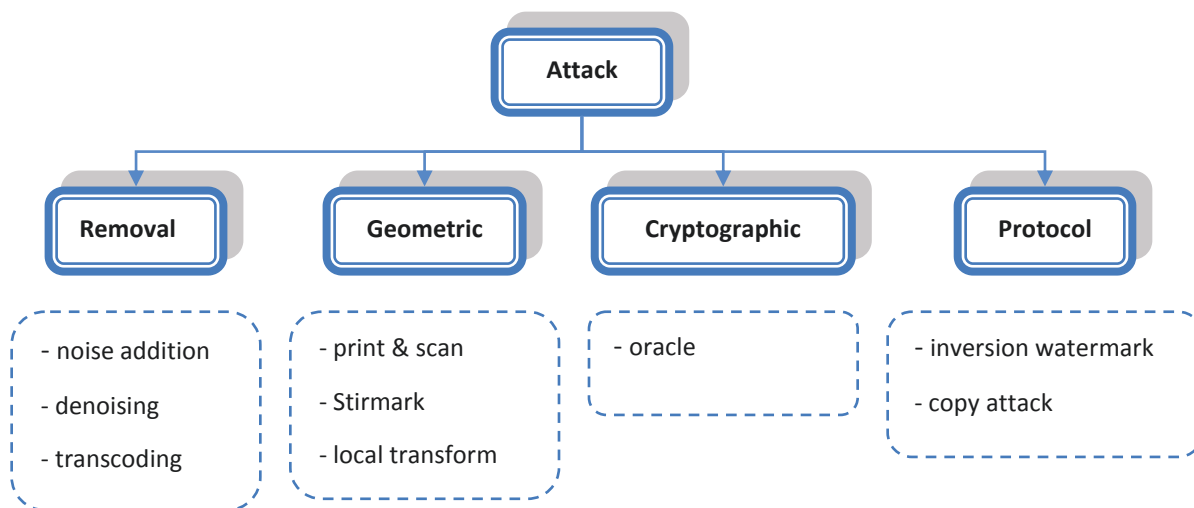 Attack
Removal
Geometric
Cryptographic
Protocol
- noise addition
- denoising
- transcoding
- print & scan
- Stirmark
- local transform
- oracle
- inversion watermark
- copy attack